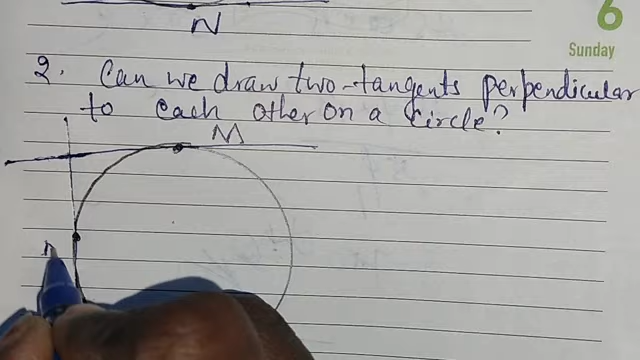 N
6
Sunday
2. Can we draw two-tangents perpendicular
to each other on a circle?
M